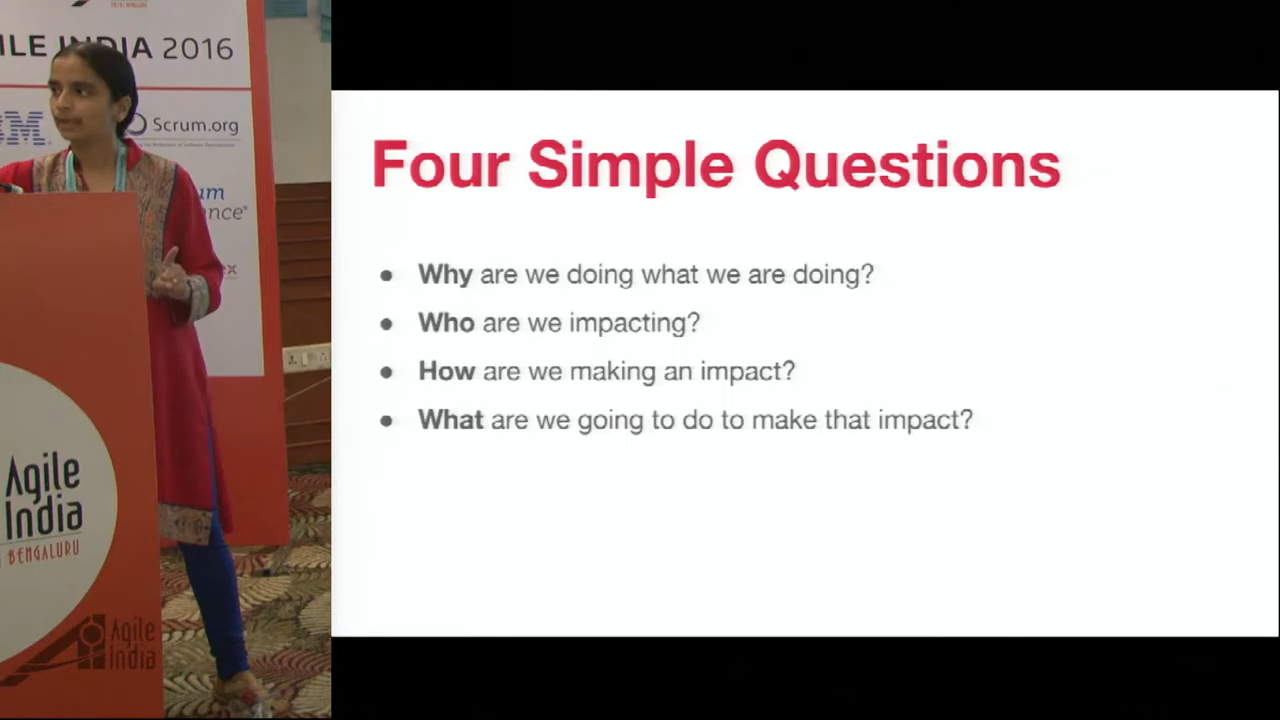 ILE INDIA 2016
Scrum.org
Agile
India
BENGALURU
Agile
India
Four Simple Questions
• Why are we doing what we are doing?
• Who are we impacting?
• How are we making an impact?
• What are we going to do to make that impact?